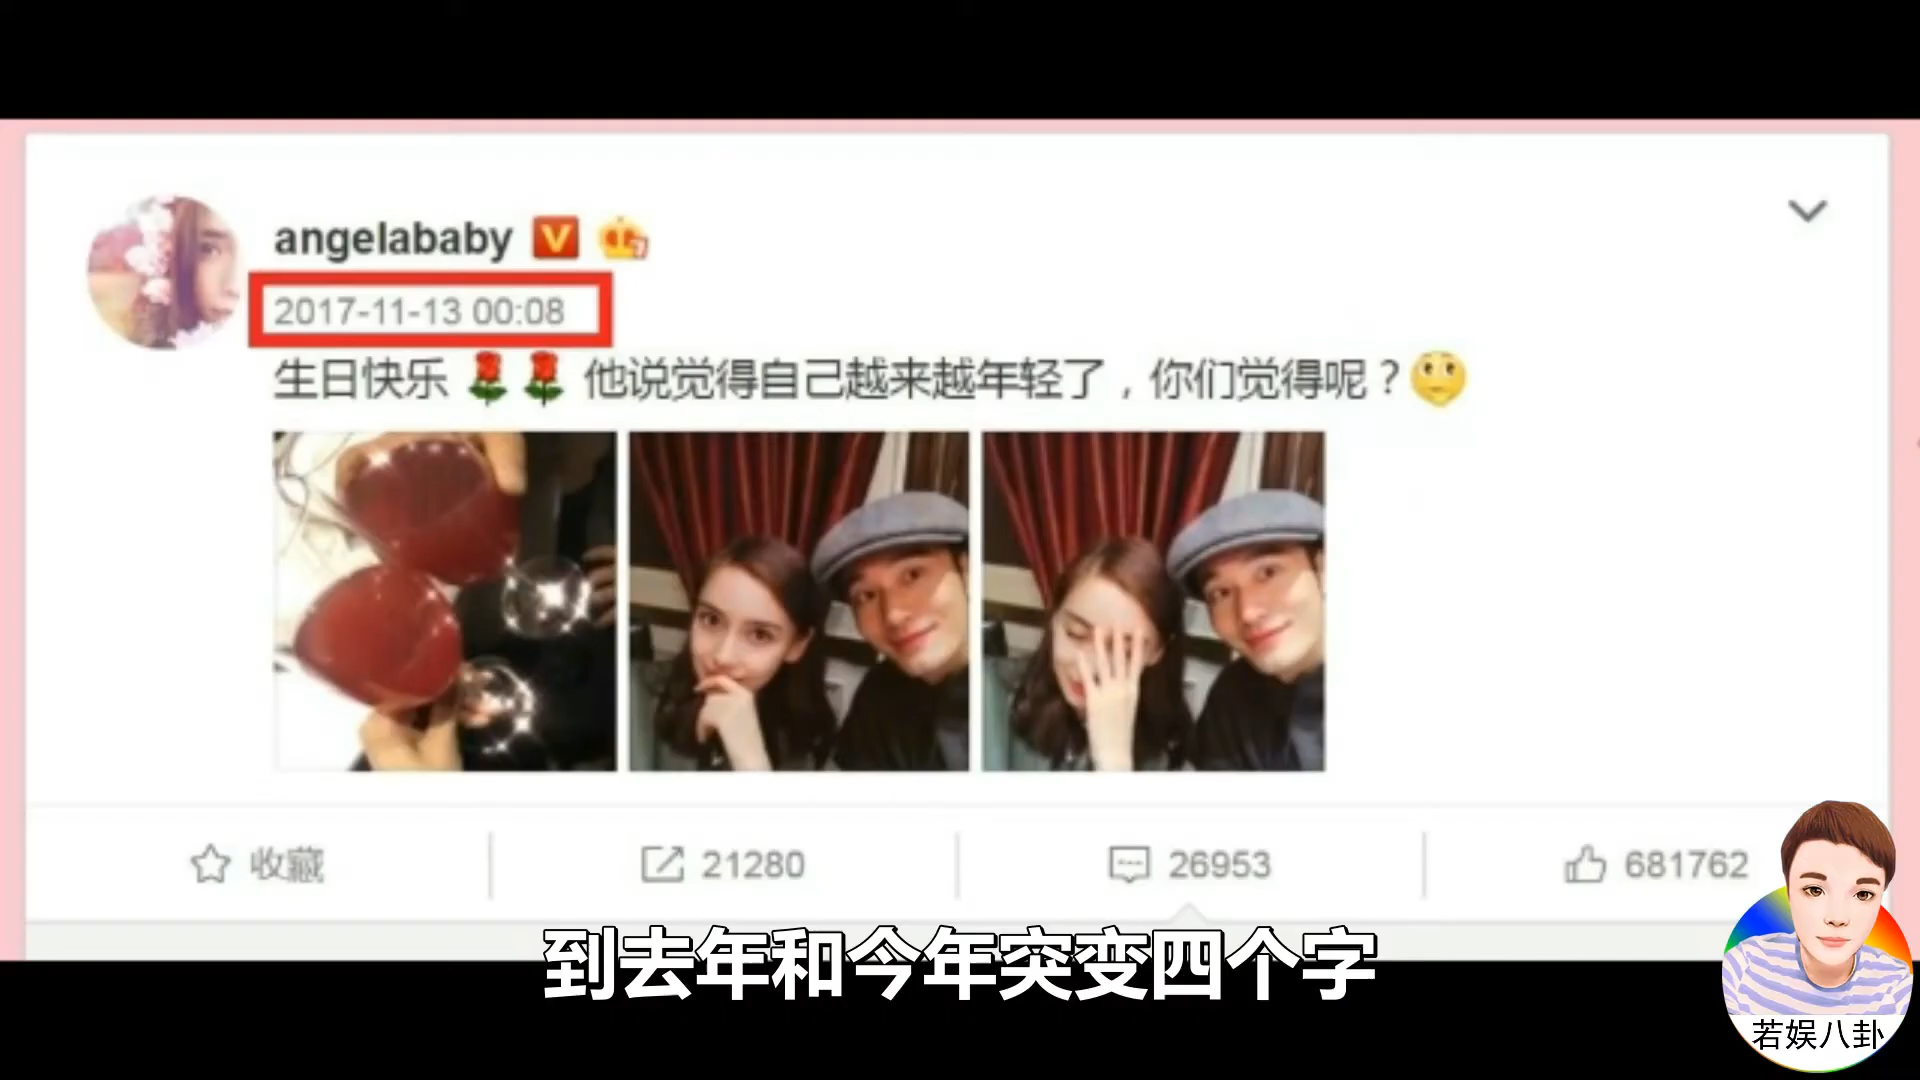 angelababy
2017-11-13 00:08
生日快乐 他说觉得自己越来越年轻了，你们觉得呢？
收藏 21280 26953 681762
到去年和今年突变四个字
若娱八卦